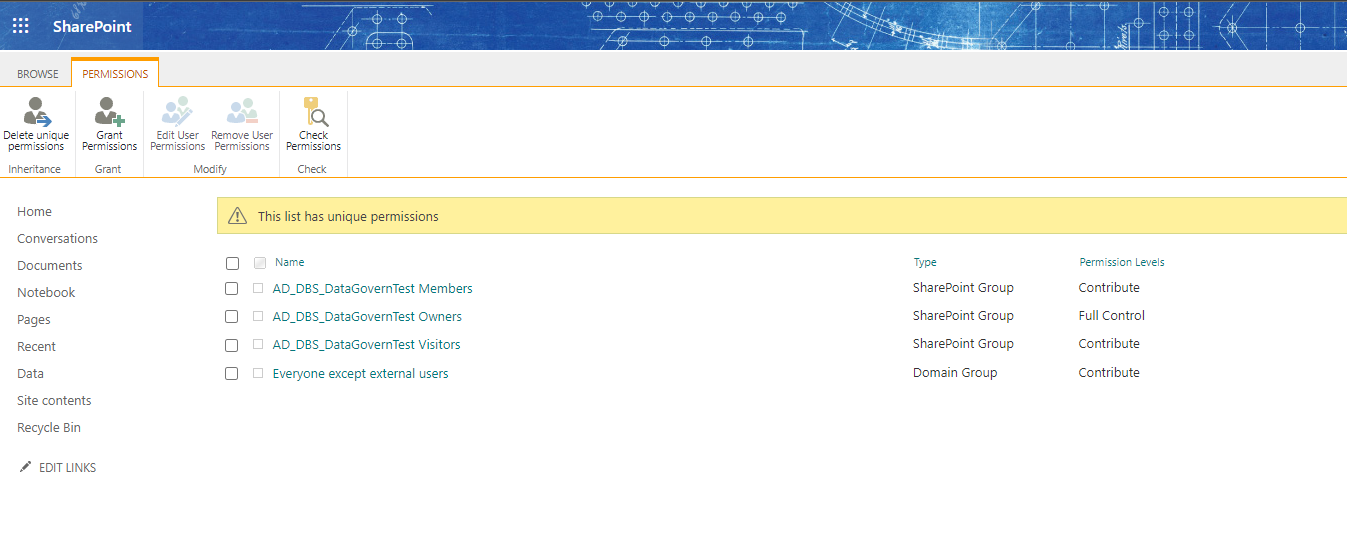 SharePoint
BROWSE PERMISSIONS
Delete unique permissions
Grant Permissions
Edit User Permissions
Remove User Permissions
Check Permissions
Inheritance Grant Modify Check
Home
Conversations
Documents
Notebook
Pages
Recent
Data
Site contents
Recycle Bin
EDIT LINKS
This list has unique permissions
Name Type Permission Levels
AD_DBS_DataGovernTest Members SharePoint Group Contribute
AD_DBS_DataGovernTest Owners SharePoint Group Full Control
AD_DBS_DataGovernTest Visitors SharePoint Group Contribute
Everyone except external users Domain Group Contribute